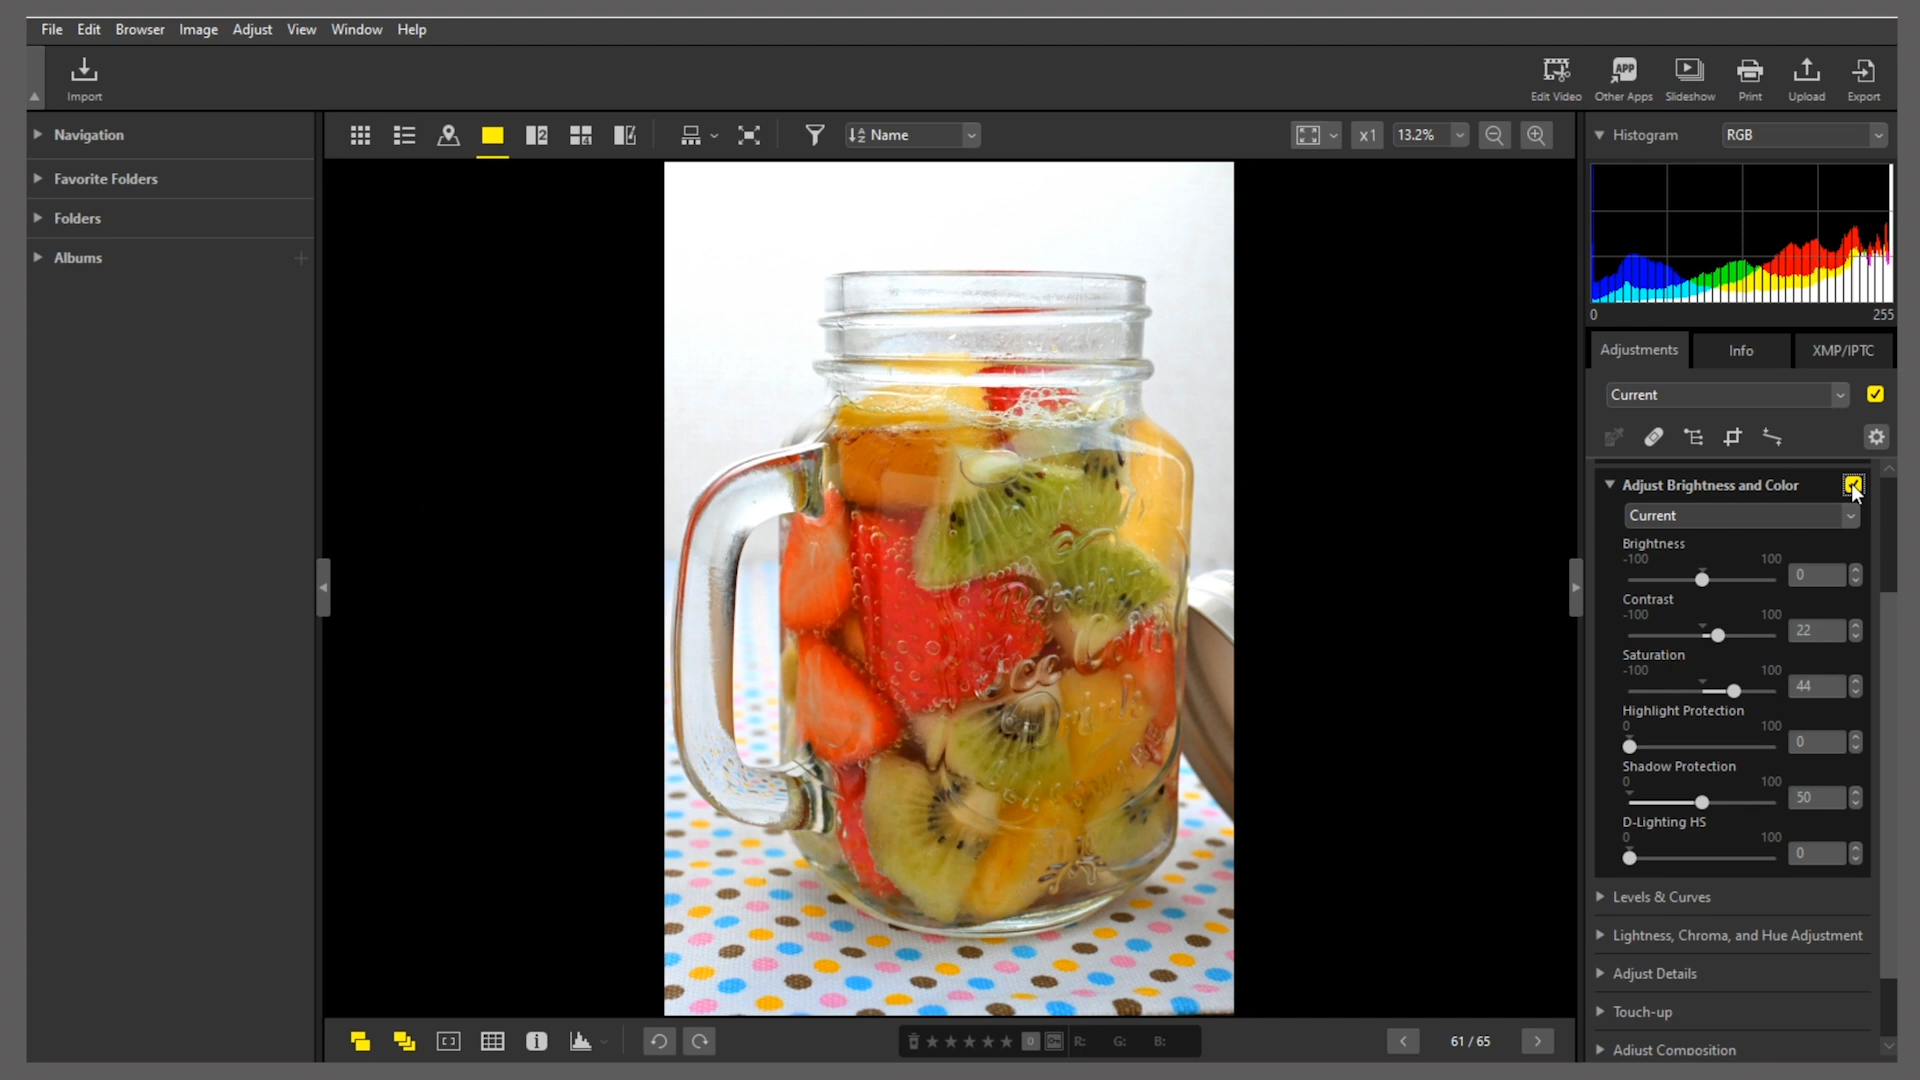 File Edit Browser Image Adjust View Window Help
Import
Edit Video Other Apps Slideshow Print Upload Export
Navigation
Favorite Folders
Folders
Albums
2
4
Name
x1
13.2%
Histogram
RGB
0 255
Adjustments Info XMP/IPTC
Current
Adjust Brightness and Color
Current
Brightness
-100 100
0
Contrast
-100 100
22
Saturation
-100 100
44
Highlight Protection
0 100
0
Shadow Protection
0 100
50
D-Lighting HS
0 100
0
Levels & Curves
Lightness, Chroma, and Hue Adjustment
Adjust Details
Touch-up
Adjust Composition
0
R: G: B:
61 / 65